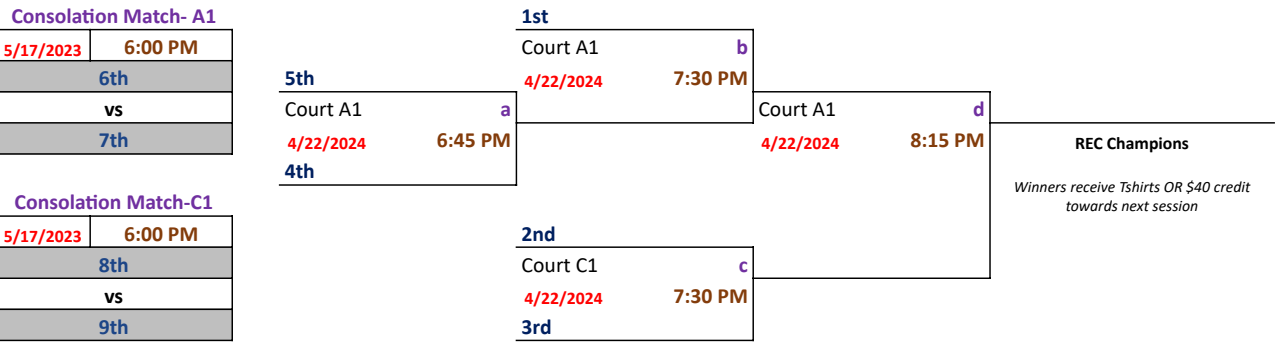 Consolation Match- A1
5/17/2023 6:00 PM
6th
vs
7th
Consolation Match-C1
5/17/2023 6:00 PM
8th
vs
9th
5th
Court A1 a
4/22/2024 6:45 PM
4th
1st
Court A1 b
4/22/2024 7:30 PM
2nd
Court C1 c
4/22/2024 7:30 PM
3rd
Court A1 d
4/22/2024 8:15 PM
REC Champions
Winners receive Tshirts OR $40 credit
towards next session